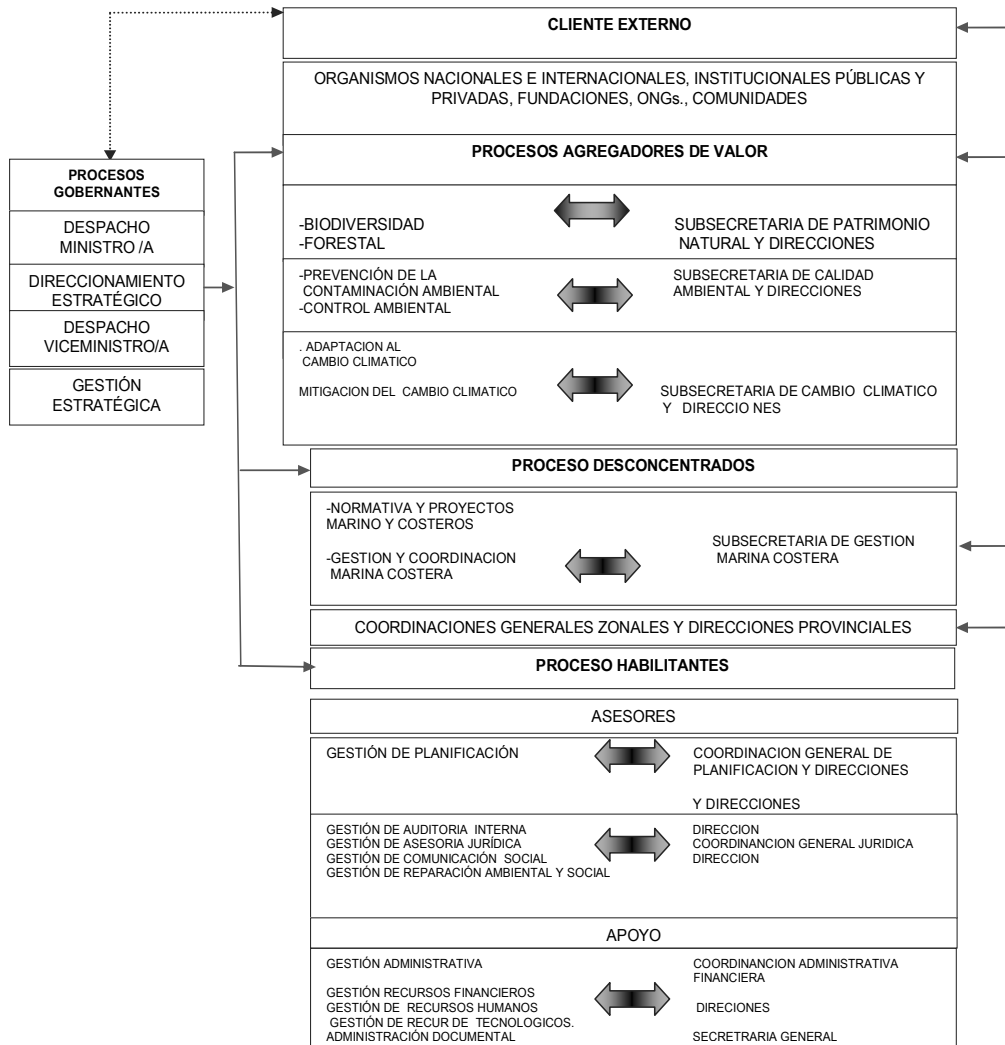 CLIENTE EXTERNO
ORGANISMOS NACIONALES E INTERNACIONALES, INSTITUCIONALES PÚBLICAS Y
PRIVADAS, FUNDACIONES, ONGs., COMUNIDADES
PROCESOS
GOBERNANTES
DESPACHO
MINISTRO /A
DIRECCIONAMIENTO
ESTRATÉGICO
DESPACHO
VICEMINISTRO/A
GESTIÓN
ESTRATÉGICA
PROCESOS AGREGADORES DE VALOR
-BIODIVERSIDAD
-FORESTAL
SUBSECRETARIA DE PATRIMONIO
NATURAL Y DIRECCIONES
-PREVENCIÓN DE LA
CONTAMINACIÓN AMBIENTAL
-CONTROL AMBIENTAL
SUBSECRETARIA DE CALIDAD
AMBIENTAL Y DIRECCIONES
. ADAPTACION AL
CAMBIO CLIMATICO
MITIGACION DEL CAMBIO CLIMATICO
SUBSECRETARIA DE CAMBIO CLIMATICO
Y DIRECCIO NES
PROCESO DESCONCENTRADOS
-NORMATIVA Y PROYECTOS
MARINO Y COSTEROS
-GESTION Y COORDINACION
MARINA COSTERA
SUBSECRETARIA DE GESTION
MARINA COSTERA
COORDINACIONES GENERALES ZONALES Y DIRECCIONES PROVINCIALES
PROCESO HABILITANTES
ASESORES
GESTIÓN DE PLANIFICACIÓN
COORDINACION GENERAL DE
PLANIFICACION Y DIRECCIONES
Y DIRECCIONES
GESTIÓN DE AUDITORIA INTERNA
GESTIÓN DE ASESORIA JURÍDICA
GESTIÓN DE COMUNICACIÓN SOCIAL
GESTIÓN DE REPARACIÓN AMBIENTAL Y SOCIAL
DIRECCION
COORDINANCION GENERAL JURIDICA
DIRECCION
APOYO
GESTIÓN ADMINISTRATIVA
GESTIÓN RECURSOS FINANCIEROS
GESTIÓN DE RECURSOS HUMANOS
GESTIÓN DE RECUR DE TECNOLOGICOS.
ADMINISTRACIÓN DOCUMENTAL
COORDINANCION ADMINISTRATIVA
FINANCIERA
DIRECIONES
SECRETRARIA GENERAL